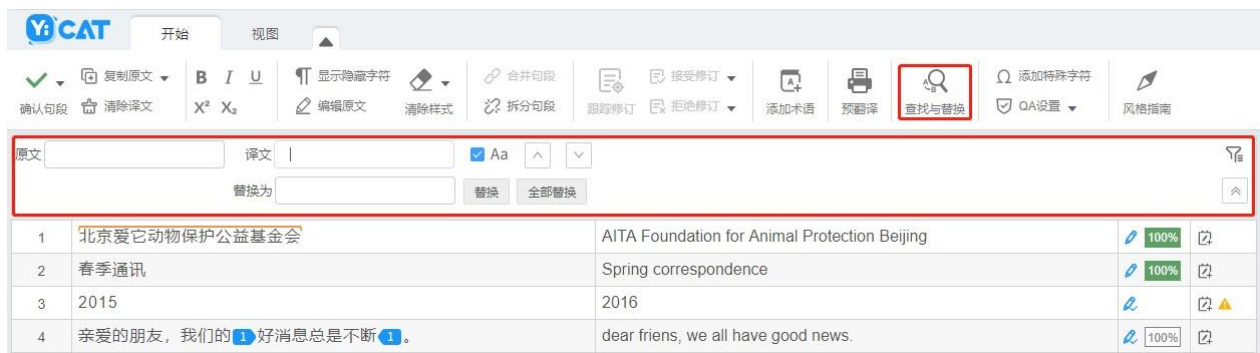 YiCAT 开始 视图
确认句段 复制原文 清除译文 B I U X² X₂ 显示隐藏字符 编辑原文 清除样式 合并句段 拆分句段 跟踪修订 接受修订 拒绝修订 添加术语 预翻译 查找与替换 Ω 添加特殊字符 QA设置 风格指南
原文 译文 Aa
替换为 替换 全部替换
1 北京爱它动物保护公益基金会 AITA Foundation for Animal Protection Beijing 100%
2 春季通讯 Spring correspondence 100%
3 2015 2016
4 亲爱的朋友，我们的1好消息总是不断1。 dear friens, we all have good news. 100%